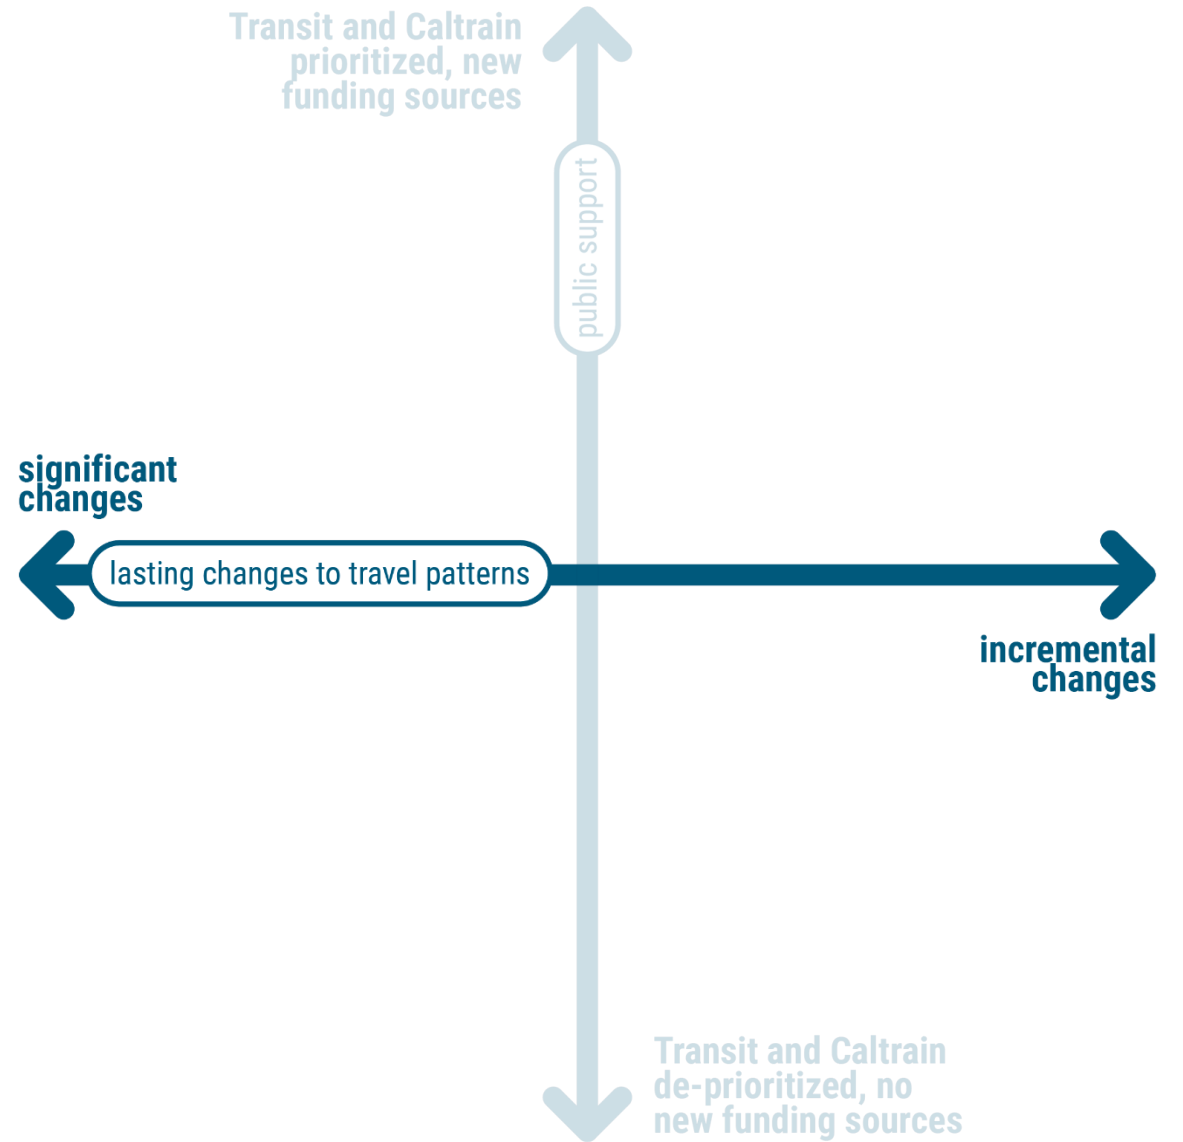 Transit and Caltrain
prioritized, new
funding sources
public support
significant
changes
lasting changes to travel patterns
incremental
changes
Transit and Caltrain
de-prioritized, no
new funding sources